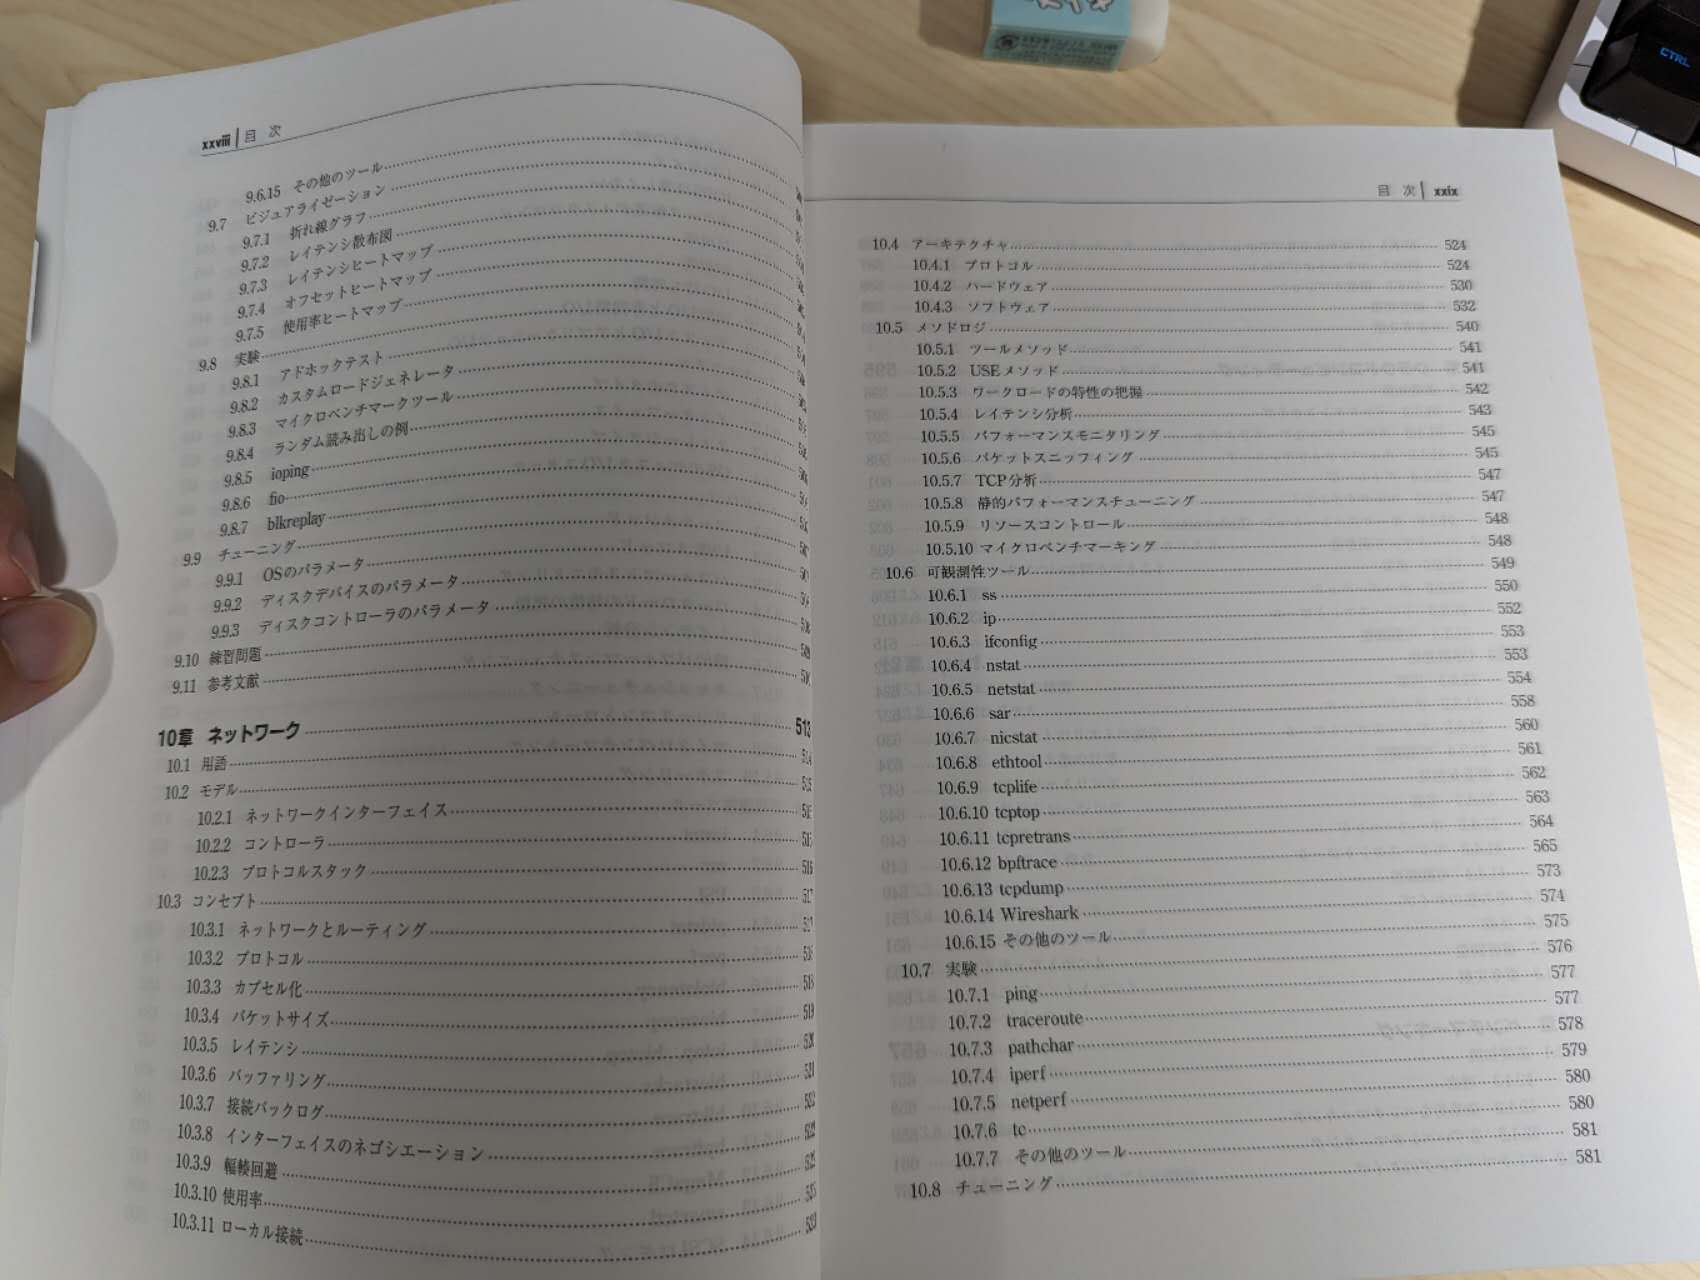 xxviii 目 次
9.6.15 その他のツール
9.7 ビジュアライゼーション
9.7.1 折れ線グラフ
9.7.2 レイテンシ散布図
9.7.3 レイテンシヒートマップ
9.7.4 オフセットヒートマップ
9.7.5 使用率ヒートマップ
9.8 実験
9.8.1 アドホックテスト
9.8.2 カスタムロードジェネレータ
9.8.3 マイクロベンチマークツール
9.8.4 ランダム読み出しの例
9.8.5 ioping
9.8.6 fio
9.8.7 blkreplay
9.9 チューニング
9.9.1 OSのパラメータ
9.9.2 ディスクデバイスのパラメータ
9.9.3 ディスクコントローラのパラメータ
9.10 練習問題
9.11 参考文献
10章 ネットワーク 513
10.1 用語
10.2 モデル
10.2.1 ネットワークインターフェイス
10.2.2 コントローラ
10.2.3 プロトコルスタック
10.3 コンセプト
10.3.1 ネットワークとルーティング
10.3.2 プロトコル
10.3.3 カプセル化
10.3.4 パケットサイズ
10.3.5 レイテンシ
10.3.6 バッファリング
10.3.7 接続バックログ
10.3.8 インターフェイスのネゴシエーション
10.3.9 輻輳回避
10.3.10 使用率
10.3.11 ローカル接続
目 次 xxix
10.4 アーキテクチャ 524
10.4.1 プロトコル 524
10.4.2 ハードウェア 530
10.4.3 ソフトウェア 532
10.5 メソドロジ 540
10.5.1 ツールメソッド 541
10.5.2 USEメソッド 541
10.5.3 ワークロードの特性の把握 542
10.5.4 レイテンシ分析 543
10.5.5 パフォーマンスモニタリング 545
10.5.6 パケットスニッフィング 545
10.5.7 TCP分析 547
10.5.8 静的パフォーマンスチューニング 547
10.5.9 リソースコントロール 548
10.5.10 マイクロベンチマーキング 548
10.6 可観測性ツール 549
10.6.1 ss 550
10.6.2 ip 552
10.6.3 ifconfig 553
10.6.4 nstat 553
10.6.5 netstat 554
10.6.6 sar 558
10.6.7 nicstat 560
10.6.8 ethtool 561
10.6.9 tcplife 562
10.6.10 tcptop 563
10.6.11 tcpretrans 564
10.6.12 bpftrace 565
10.6.13 tcpdump 573
10.6.14 Wireshark 574
10.6.15 その他のツール 575
10.7 実験 576
10.7.1 ping 577
10.7.2 traceroute 577
10.7.3 pathchar 578
10.7.4 iperf 579
10.7.5 netperf 580
10.7.6 tc 580
10.7.7 その他のツール 581
10.8 チューニング 581
CTRL